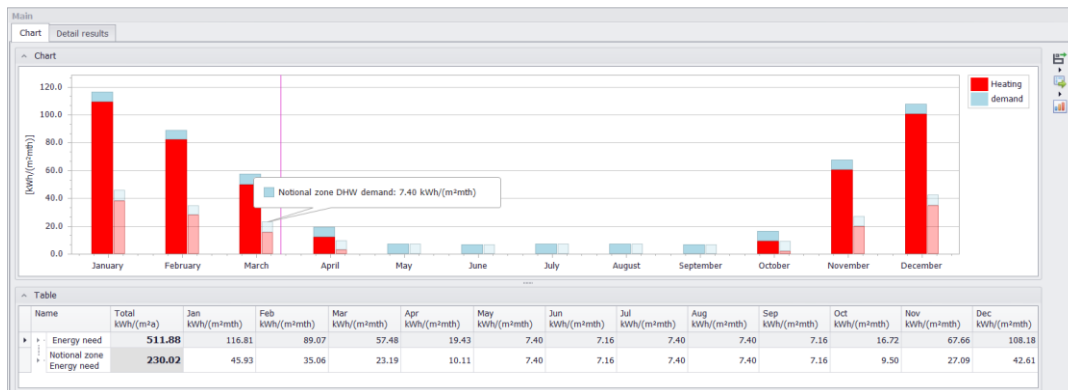 Main
Chart Detail results
Chart
Heating
demand
[kWh/(m²mth)]
120.0
100.0
80.0
60.0
40.0
20.0
0.0
Notional zone DHW demand: 7.40 kWh/(m²mth)
January February March April May June July August September October November December
Table
Name Total Jan Feb Mar Apr May Jun Jul Aug Sep Oct Nov Dec
kWh/(m²a) kWh/(m²mth) kWh/(m²mth) kWh/(m²mth) kWh/(m²mth) kWh/(m²mth) kWh/(m²mth) kWh/(m²mth) kWh/(m²mth) kWh/(m²mth) kWh/(m²mth) kWh/(m²mth) kWh/(m²mth)
Energy need 511.88 116.81 89.07 57.48 19.43 7.40 7.16 7.40 7.40 7.16 16.72 67.66 108.18
Notional zone
Energy need 230.02 45.93 35.06 23.19 10.11 7.40 7.16 7.40 7.40 7.16 9.50 27.09 42.61